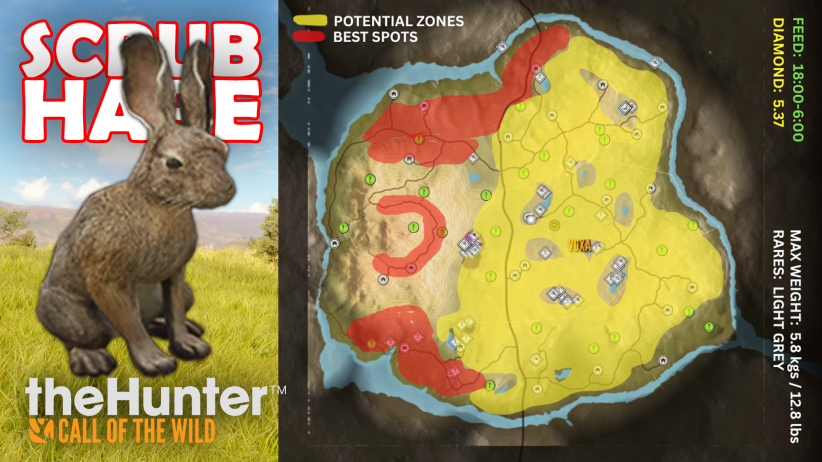 SCRUB
HARE
theHunter™
CALL OF THE WILD
POTENTIAL ZONES
BEST SPOTS
FEED: 18:00-6:00
DIAMOND: 5.37
MAX WEIGHT: 5.8 kgs / 12.8 lbs
RARES: LIGHT GREY